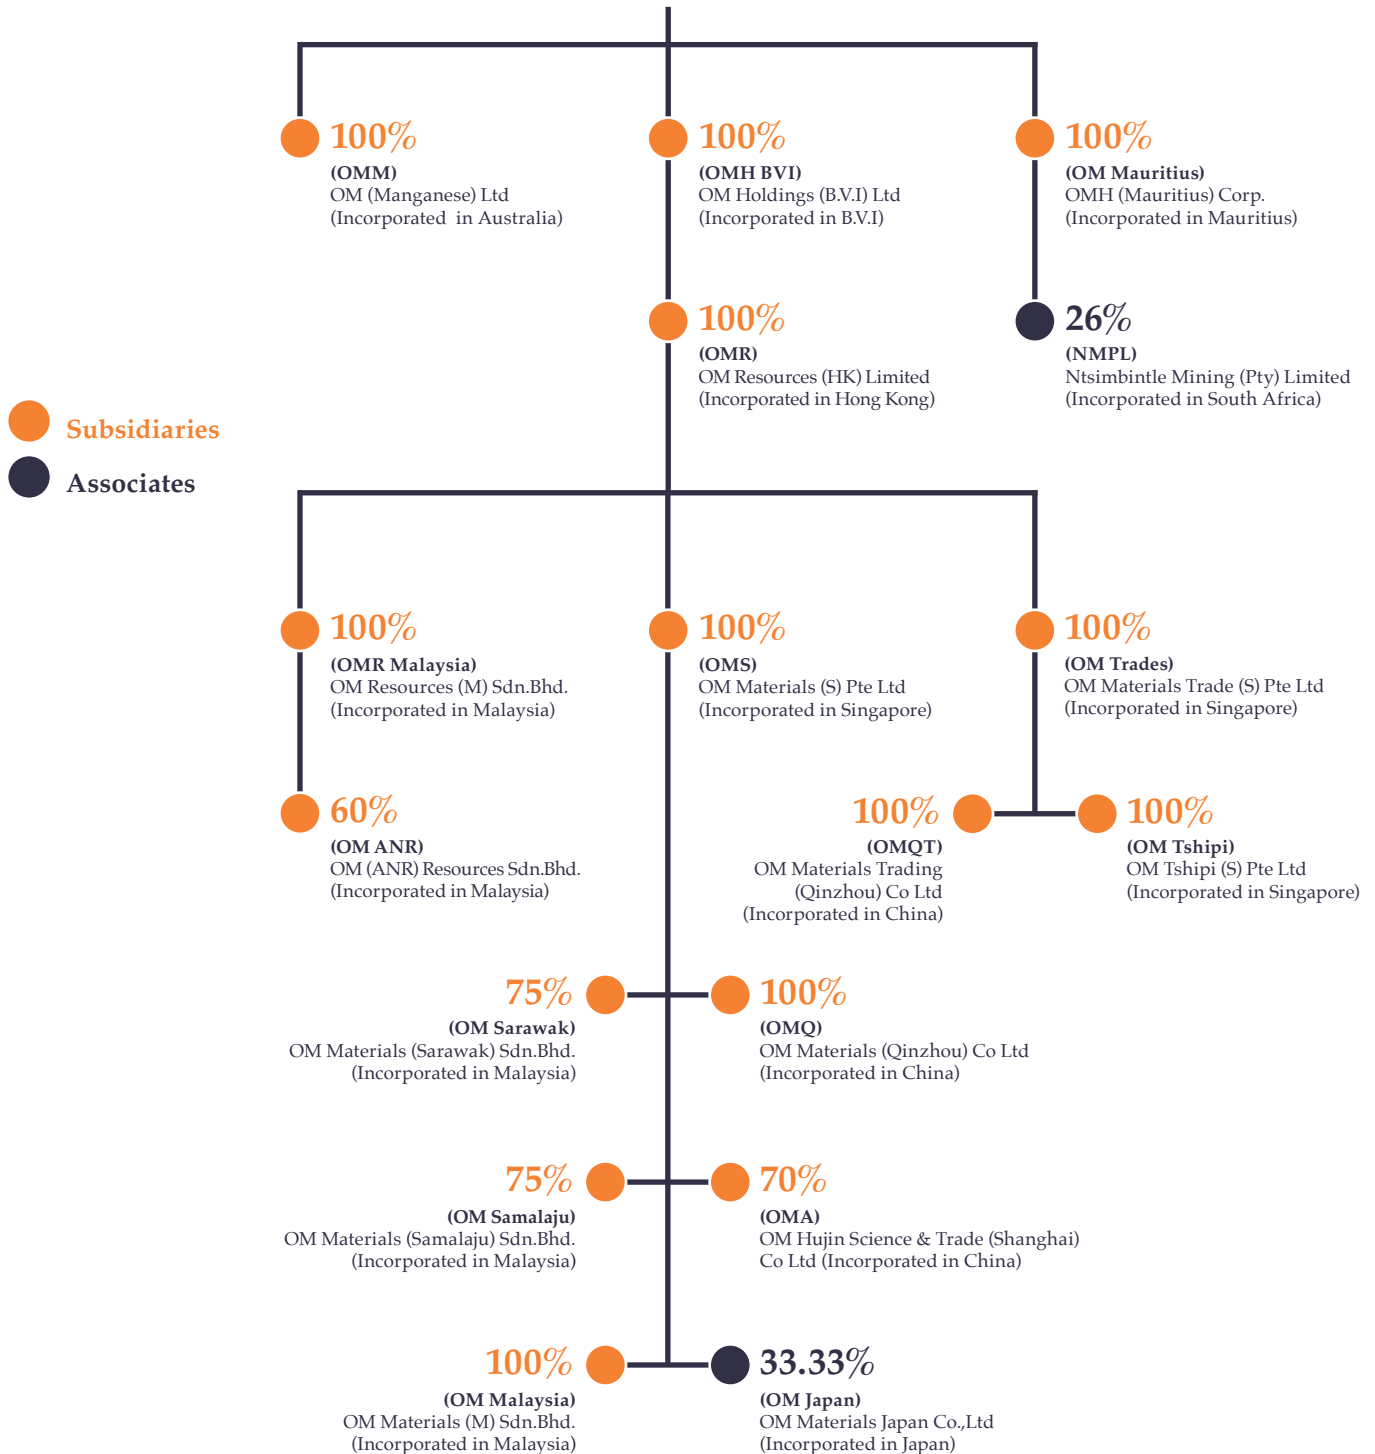 100%
(OMM)
OM (Manganese) Ltd
(Incorporated  in Australia)
100%
(OMH BVI)
OM Holdings (B.V.I) Ltd
(Incorporated in B.V.I)
100%
(OM Mauritius)
OMH (Mauritius) Corp.
(Incorporated in Mauritius)
100%
(OMR)
OM Resources (HK) Limited
(Incorporated in Hong Kong)
26%
(NMPL)
Ntsimbintle Mining (Pty) Limited
(Incorporated in South Africa)
Subsidiaries
Associates
100%
(OMR Malaysia)
OM Resources (M) Sdn.Bhd.
(Incorporated in Malaysia)
100%
(OMS)
OM Materials (S) Pte Ltd
(Incorporated in Singapore)
100%
(OM Trades)
OM Materials Trade (S) Pte Ltd
(Incorporated in Singapore)
60%
(OM ANR)
OM (ANR) Resources Sdn.Bhd.
(Incorporated in Malaysia)
100%
(OMQT)
OM Materials Trading
(Qinzhou) Co Ltd
(Incorporated in China)
100%
(OM Tshipi)
OM Tshipi (S) Pte Ltd
(Incorporated in Singapore)
75%
(OM Sarawak)
OM Materials (Sarawak) Sdn.Bhd.
(Incorporated in Malaysia)
100%
(OMQ)
OM Materials (Qinzhou) Co Ltd
(Incorporated in China)
75%
(OM Samalaju)
OM Materials (Samalaju) Sdn.Bhd.
(Incorporated in Malaysia)
70%
(OMA)
OM Hujin Science & Trade (Shanghai)
Co Ltd (Incorporated in China)
100%
(OM Malaysia)
OM Materials (M) Sdn.Bhd.
(Incorporated in Malaysia)
33.33%
(OM Japan)
OM Materials Japan Co.,Ltd
(Incorporated in Japan)